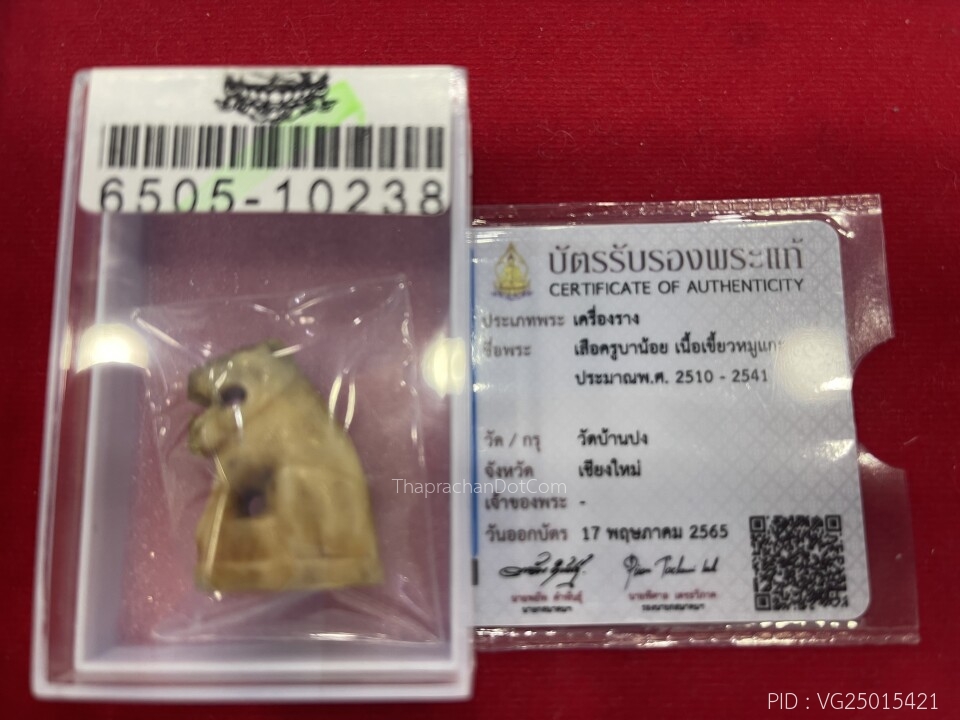 6505-10238
บัตรรับรองพระแท้
CERTIFICATE OF AUTHENTICITY
ประเภทพระ เครื่องราง
ชื่อพระ เสือครูบาน้อย เนื้อเขี้ยวหมูแกะ
ประมาณพ.ศ. 2510 - 2541
วัด / กรุ วัดบ้านปง
จังหวัด เชียงใหม่
เจ้าของพระ -
วันออกบัตร 17 พฤษภาคม 2565
ThaprachanDotCom
PID : VG25015421